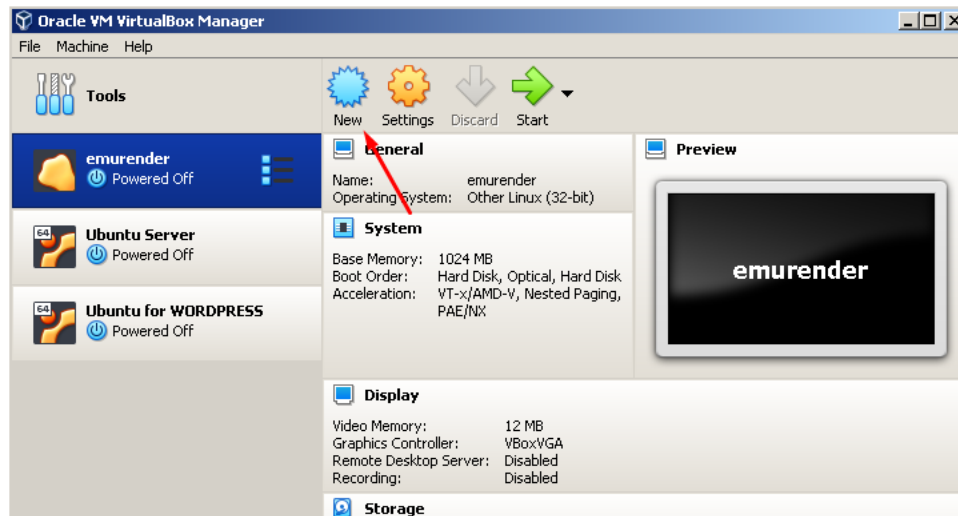 Oracle VM VirtualBox Manager
File Machine Help
Tools
New Settings Discard Start
emurender
Powered Off
64
Ubuntu Server
Powered Off
64
Ubuntu for WORDPRESS
Powered Off
General
Name: emurender
Operating System: Other Linux (32-bit)
System
Base Memory: 1024 MB
Boot Order: Hard Disk, Optical, Hard Disk
Acceleration: VT-x/AMD-V, Nested Paging,
PAE/NX
Preview
emurender
Display
Video Memory: 12 MB
Graphics Controller: VBoxVGA
Remote Desktop Server: Disabled
Recording: Disabled
Storage